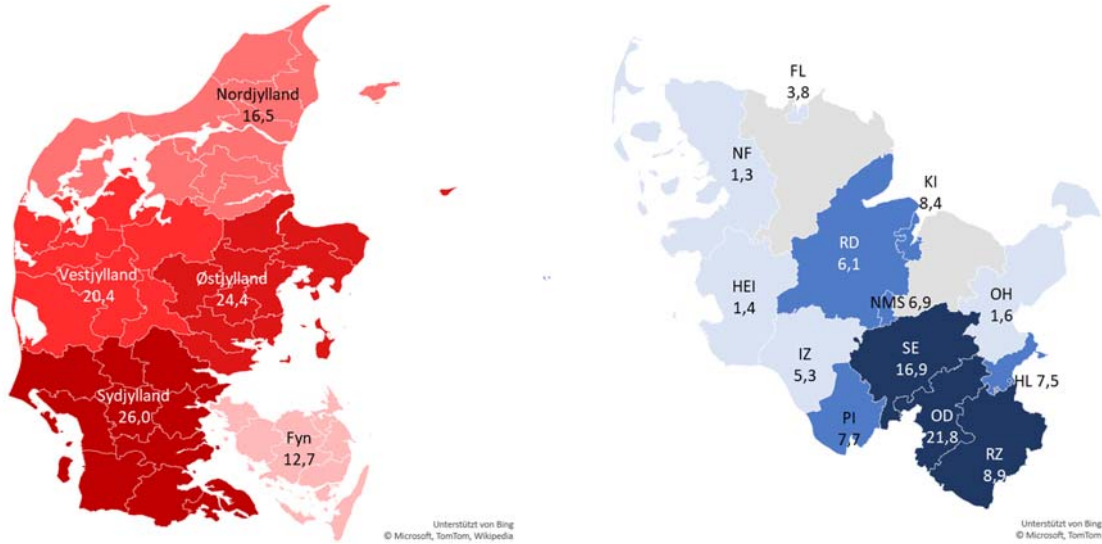 Nordjylland
16,5
Vestjylland
20,4
Østjylland
24,4
Sydjylland
26,0
Fyn
12,7
Unterstützt von Bing
© Microsoft, TomTom, Wikipedia
FL
3,8
NF
1,3
KI
8,4
RD
6,1
HEI
1,4
NMS 6,9
OH
1,6
IZ
5,3
SE
16,9
HL 7,5
PI
7,7
OD
21,8
RZ
8,9
Unterstützt von Bing
© Microsoft, TomTom